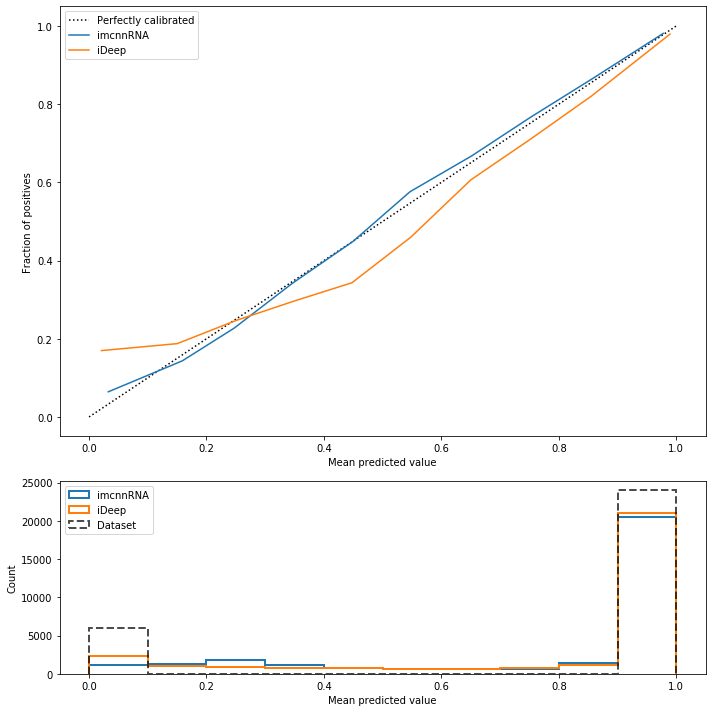 Perfectly calibrated
imcnnRNA
iDeep
1.0
0.8
0.6
0.4
0.2
0.0
Fraction of positives
0.0 0.2 0.4 0.6 0.8 1.0
Mean predicted value
imcnnRNA
iDeep
Dataset
25000
20000
15000
10000
5000
0
Count
0.0 0.2 0.4 0.6 0.8 1.0
Mean predicted value